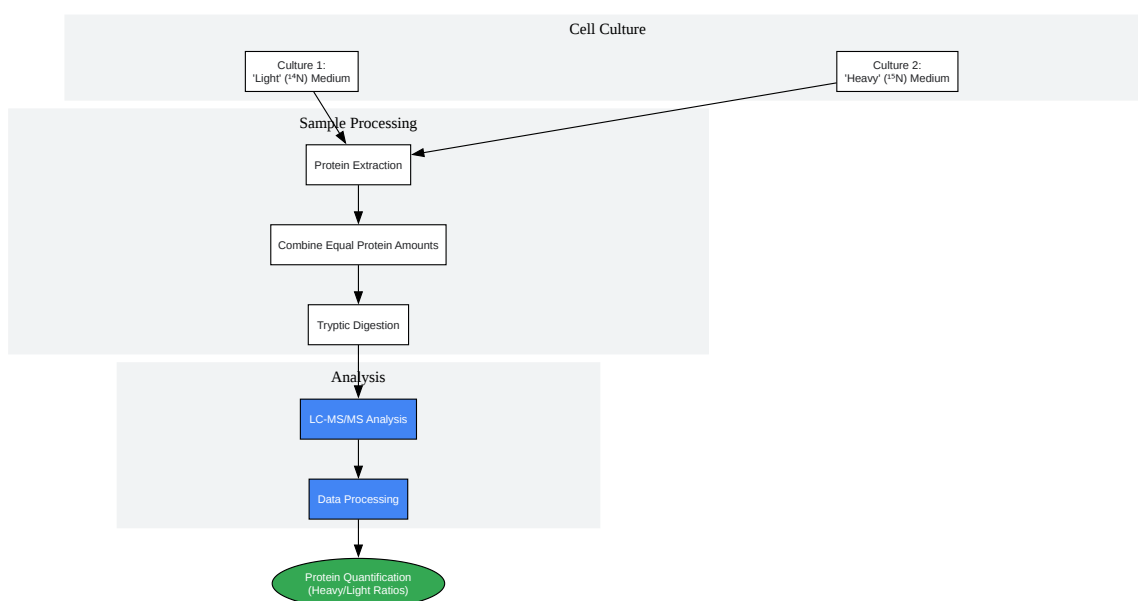 Cell Culture
Culture 1:
'Light' (¹⁴N) Medium
Culture 2:
'Heavy' (¹⁵N) Medium
Sample Processing
Protein Extraction
Combine Equal Protein Amounts
Tryptic Digestion
Analysis
LC-MS/MS Analysis
Data Processing
Protein Quantification
(Heavy/Light Ratios)